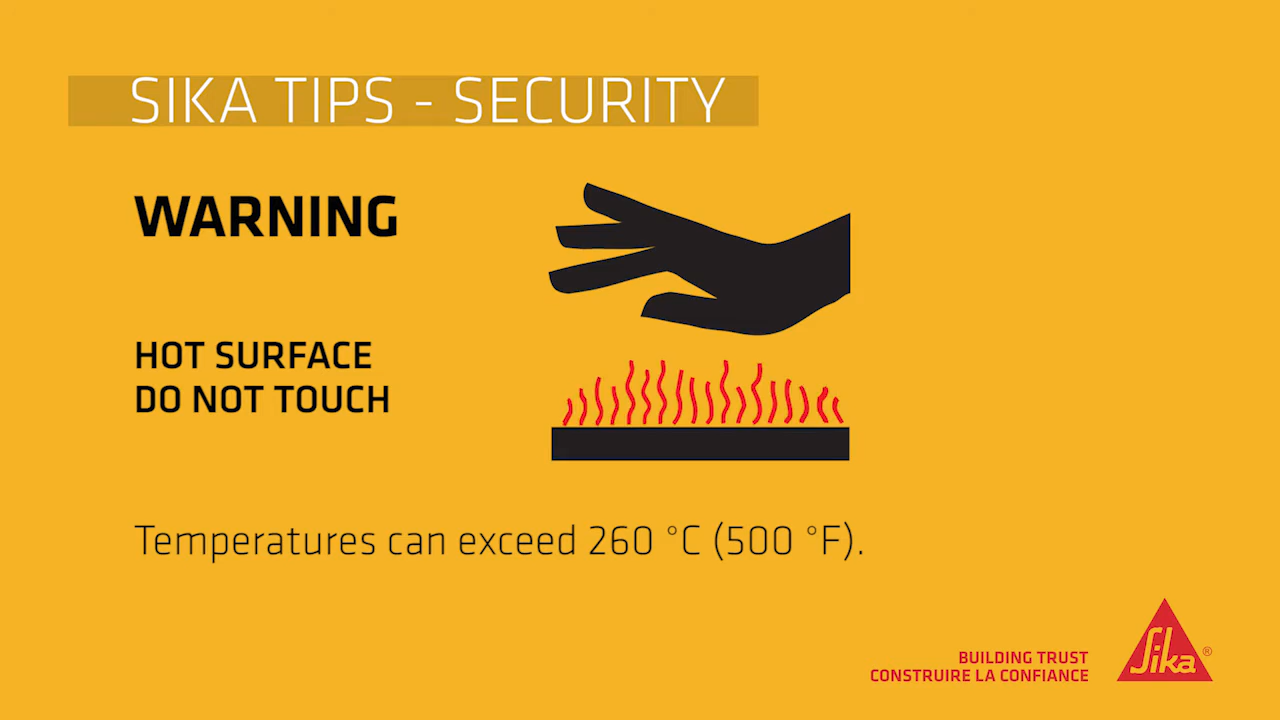 SIKA TIPS - SECURITY
WARNING
HOT SURFACE
DO NOT TOUCH
Temperatures can exceed 260 °C (500 °F).
BUILDING TRUST
CONSTRUIRE LA CONFIANCE
Sika®